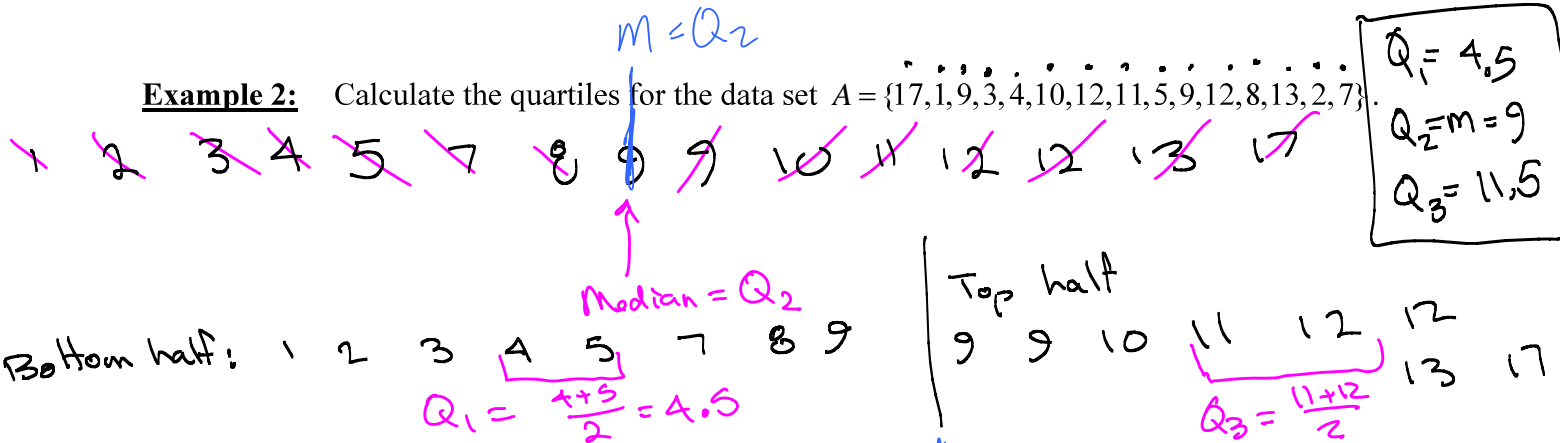 m = Q2
Example 2: Calculate the quartiles for the data set A = {17,1,9,3,4,10,12,11,5,9,12,8,13,2,7}.
1 2 3 4 5 7 8 9 9 10 11 12 12 13 17
Q1 = 4.5
Q2 = m = 9
Q3 = 11,5
Median = Q2
Bottom half: 1 2 3 4 5 7 8 9
Q1 = 4+5/2 = 4.5
Top half
9 9 10 11 12 12
13 17
Q3 = 11+12/2